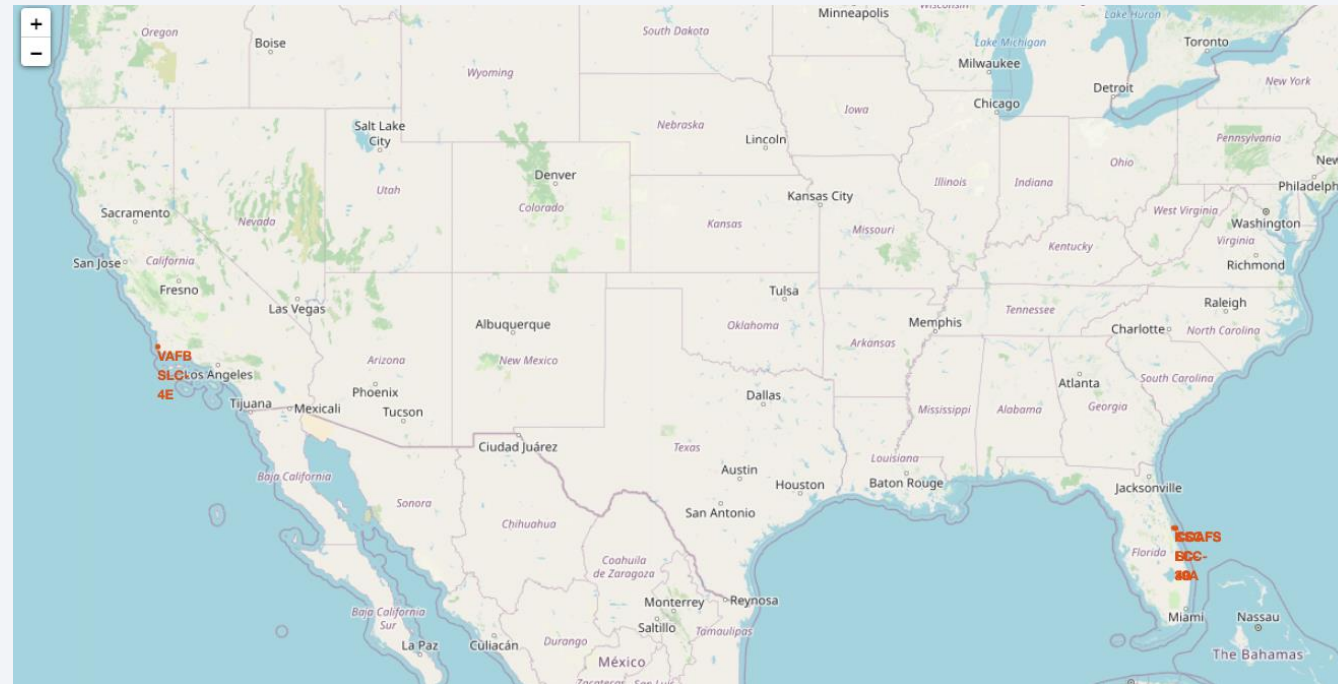 +
−
Minneapolis
Lake Huron
Oregon
Boise
South Dakota
Toronto
Lake Michigan
Milwaukee
Wyoming
New York
Detroit
Chicago
Iowa
Nebraska
Salt Lake
City
Lincoln
Pennsylvania
Ohio
Denver
Utah
Illinois
Indiana
Philadelph
Kansas City
Colorado
Sacramento
West Virginia
Nevada
Kansas
Missouri
Washington
Virginia
Kentucky
San Jose
California
Richmond
Fresno
Tulsa
Las Vegas
Raleigh
Tennessee
Albuquerque
Oklahoma
Memphis
Charlotte
North Carolina
Arkansas
VAFB
SLC-
4E
Arizona
New Mexico
Los Angeles
Atlanta
South Carolina
Phoenix
Dallas
Tijuana
Mexicali
Tucson
Mississippi
Alabama
Georgia
Ciudad Juárez
Texas
Louisiana
Austin
Baja California
Houston
Baton Rouge
Jacksonville
Sonora
San Antonio
Chihuahua
Florida
Coahuila
de Zaragoza
Monterrey
Reynosa
Baja California
Sur
Saltillo
Tamaulipas
Miami
Nassau
La Paz
Culiacán
Durango
México
The Bahamas